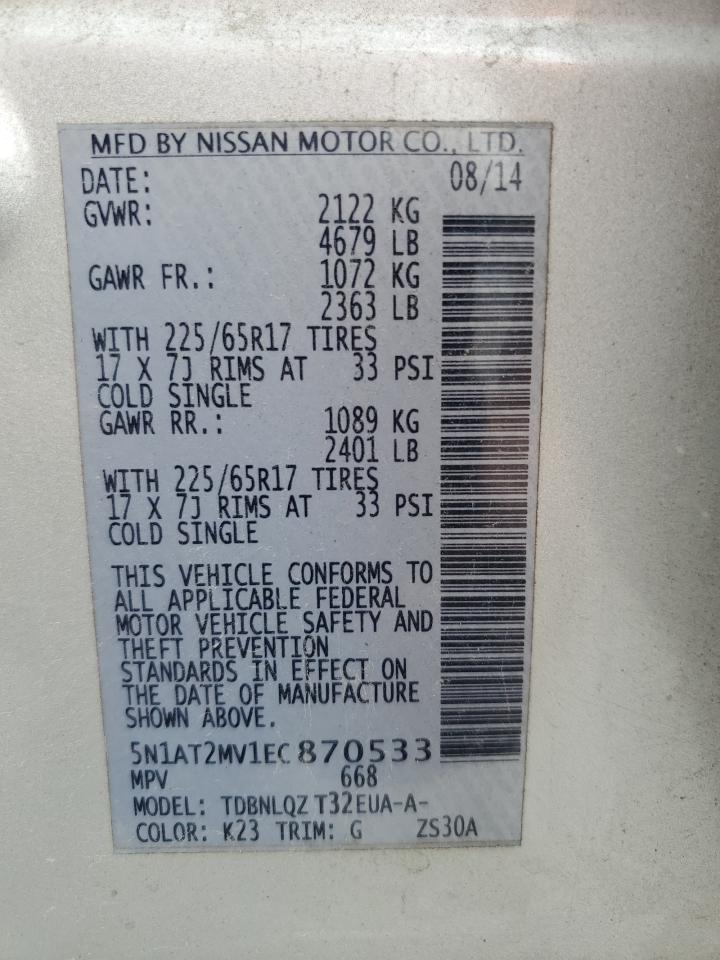 MFD BY NISSAN MOTOR CO., LTD.
DATE: 08/14
GVWR: 2122 KG
4679 LB
GAWR FR.: 1072 KG
2363 LB
WITH 225/65R17 TIRES
17 X 7J RIMS AT 33 PSI
COLD SINGLE
GAWR RR.: 1089 KG
2401 LB
WITH 225/65R17 TIRES
17 X 7J RIMS AT 33 PSI
COLD SINGLE
THIS VEHICLE CONFORMS TO
ALL APPLICABLE FEDERAL
MOTOR VEHICLE SAFETY AND
THEFT PREVENTION
STANDARDS IN EFFECT ON
THE DATE OF MANUFACTURE
SHOWN ABOVE.
5N1AT2MV1EC870533
MPV 668
MODEL: TDBNLQZ T32EUA-A-
COLOR: K23 TRIM: G ZS30A